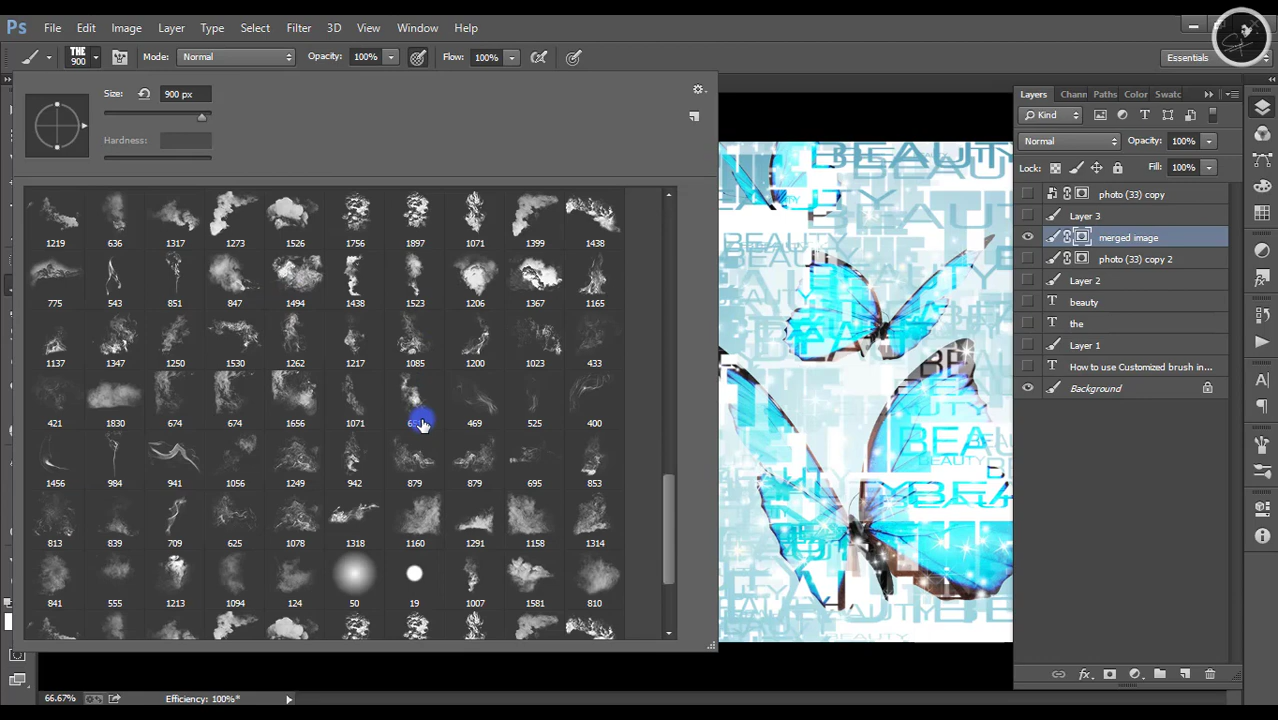 Ps File Edit Image Layer Type Select Filter 3D View Window Help
THE 900 Mode: Normal Opacity: 100% Flow: 100% Essentials
Size: 900 px
Hardness:
1219 636 1317 1273 1526 1756 1897 1071 1399 1438
775 543 851 847 1494 1438 1523 1206 1367 1165
1137 1347 1250 1530 1262 1217 1085 1200 1023 433
421 1830 674 674 1656 1071 469 525 400
1456 984 941 1056 1249 942 879 879 695 853
813 839 709 625 1078 1318 1160 1291 1158 1314
841 555 1213 1094 124 50 19 1007 1581 810
BEAUTY
BEAUTY
BEAUTY
BEAUTY
BEAUTY
BEAUTY
BEAUTY
Layers Chann Paths Color Swatc
Kind
Normal Opacity: 100%
Lock: Fill: 100%
photo (33) copy
Layer 3
merged image
photo (33) copy 2
Layer 2
T beauty
T the
Layer 1
T How to use Customized brush in...
Background
66.67% Efficiency: 100%*